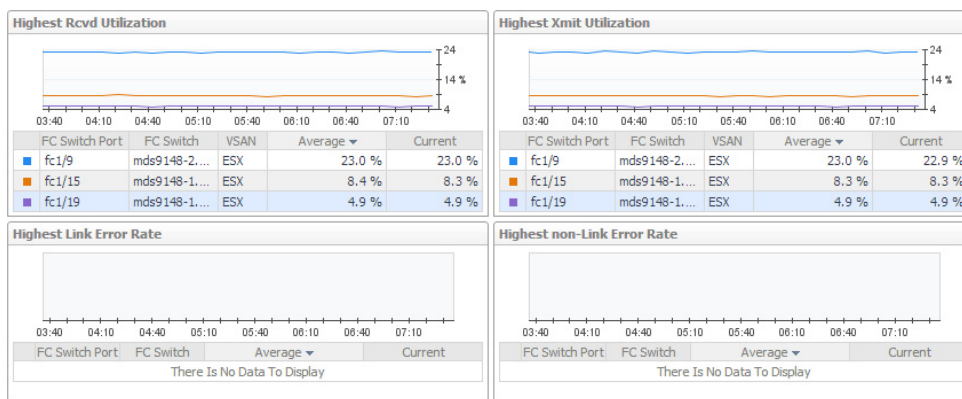 Highest Rcvd Utilization
24
14 %
4
03:40 04:10 04:40 05:10 05:40 06:10 06:40 07:10
FC Switch Port FC Switch VSAN Average Current
fc1/9 mds9148-2.... ESX 23.0 % 23.0 %
fc1/15 mds9148-1.... ESX 8.4 % 8.3 %
fc1/19 mds9148-1.... ESX 4.9 % 4.9 %
Highest Xmit Utilization
24
14 %
4
03:40 04:10 04:40 05:10 05:40 06:10 06:40 07:10
FC Switch Port FC Switch VSAN Average Current
fc1/9 mds9148-2.... ESX 23.0 % 22.9 %
fc1/15 mds9148-1.... ESX 8.3 % 8.3 %
fc1/19 mds9148-1.... ESX 4.9 % 4.9 %
Highest Link Error Rate
03:40 04:10 04:40 05:10 05:40 06:10 06:40 07:10
FC Switch Port FC Switch Average Current
There Is No Data To Display
Highest non-Link Error Rate
03:40 04:10 04:40 05:10 05:40 06:10 06:40 07:10
FC Switch Port FC Switch Average Current
There Is No Data To Display